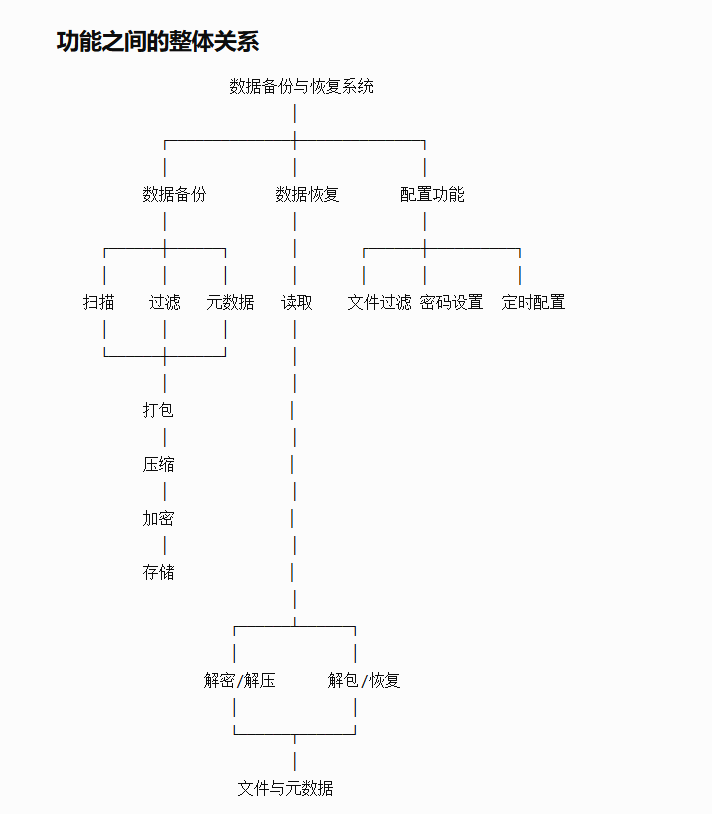 功能之间的整体关系
数据备份与恢复系统
数据备份 数据恢复 配置功能
扫描 过滤 元数据 读取 文件过滤 密码设置 定时配置
打包
压缩
加密
存储
解密/解压 解包/恢复
文件与元数据